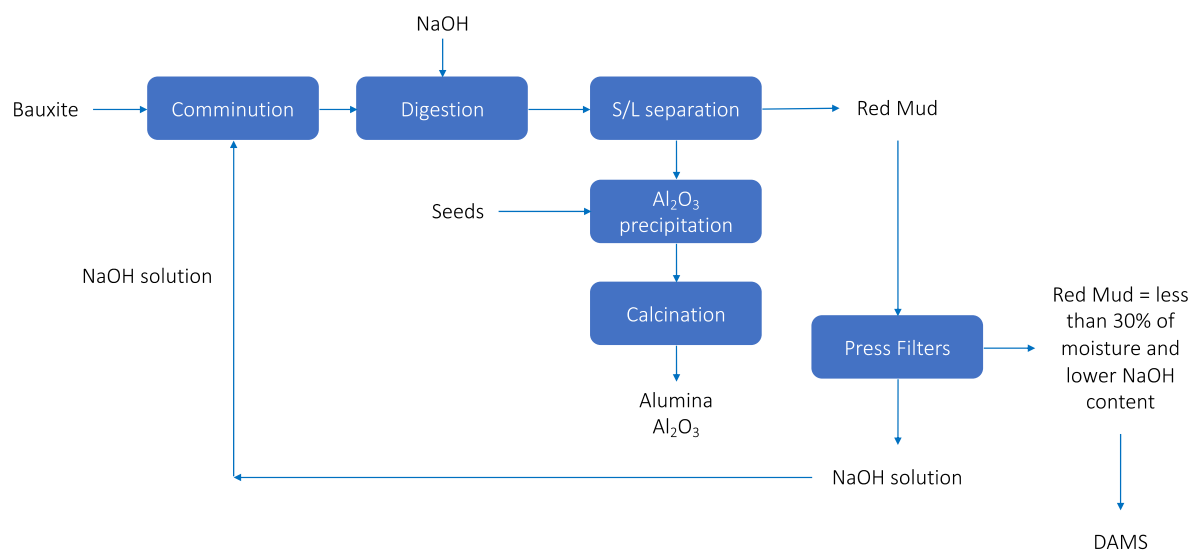 NaOH
Bauxite
Comminution
Digestion
S/L separation
Red Mud
Seeds
Al₂O₃
precipitation
NaOH solution
Calcination
Red Mud = less
than 30% of
moisture and
lower NaOH
content
Press Filters
Alumina
Al₂O₃
NaOH solution
DAMS